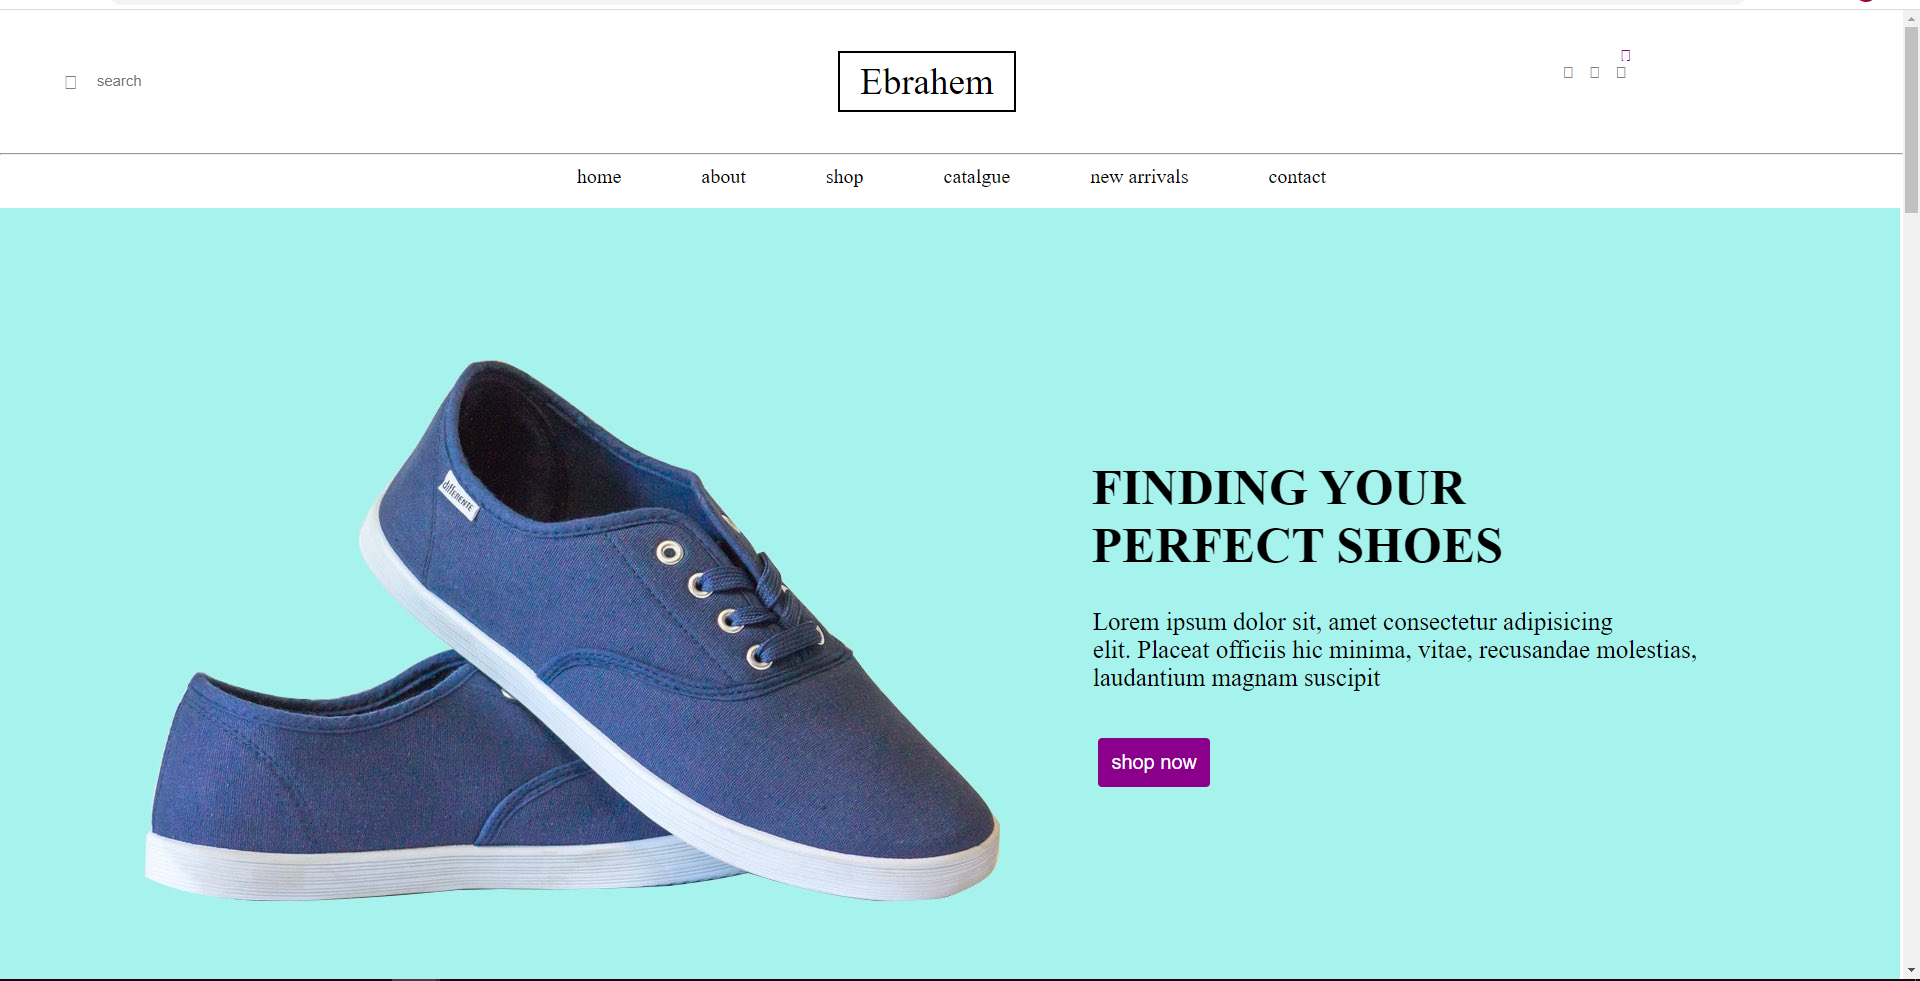 search
Ebrahem
home about shop catalgue new arrivals contact
differente
FINDING YOUR
PERFECT SHOES
Lorem ipsum dolor sit, amet consectetur adipisicing
elit. Placeat officiis hic minima, vitae, recusandae molestias,
laudantium magnam suscipit
shop now